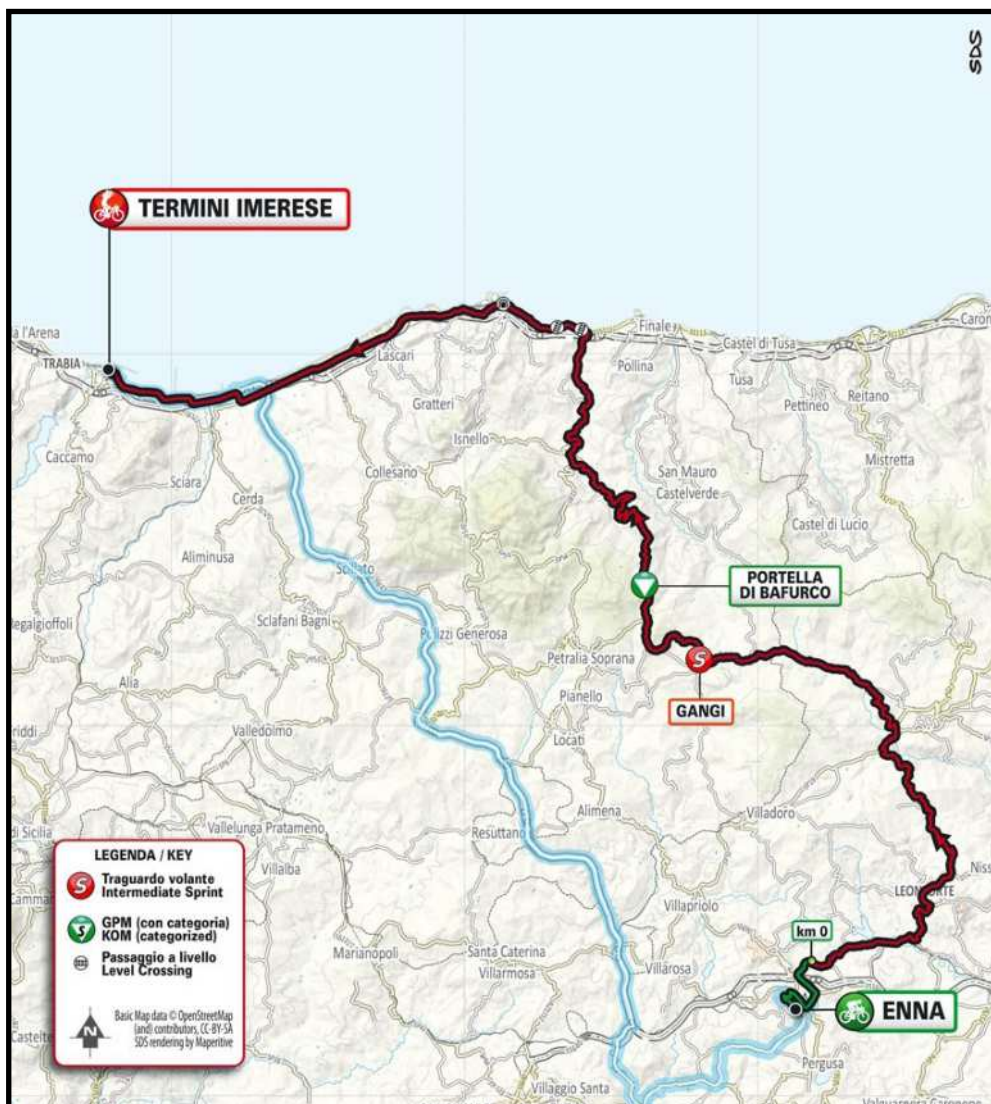 SDS
TERMINI IMERESE
la l'Arena
TRABIA
Lascari
Finale
Castel di Tusa
Pollina
Tusa
Gratteri
Pettineo
Reitano
Isnello
Caccamo
Collesano
San Mauro
Castelverde
Mistretta
Sciara
Cerda
Castel di Lucio
Aliminusa
Scillato
PORTELLA
DI BAFURCO
Sclafani Bagni
Polizzi Generosa
Petralia Soprana
Alia
Pianello
GANGI
Valledolmo
Locati
Alimena
Villadoro
di Sicilia
Vallelunga Pratameno
Resuttano
Villalba
LEGENDA / KEY
S
Traguardo volante
Intermediate Sprint
GPM (con categoria)
KOM (categorized)
Passaggio a livello
Level Crossing
N
Basic Map data © OpenStreetMap
(and) contributors, CC-BY-SA
SDS rendering by Maperitive
Villapriolo
km 0
Marianopoli
Santa Caterina
Villarmosa
Villarosa
ENNA
Pergusa
Villaggio Santa